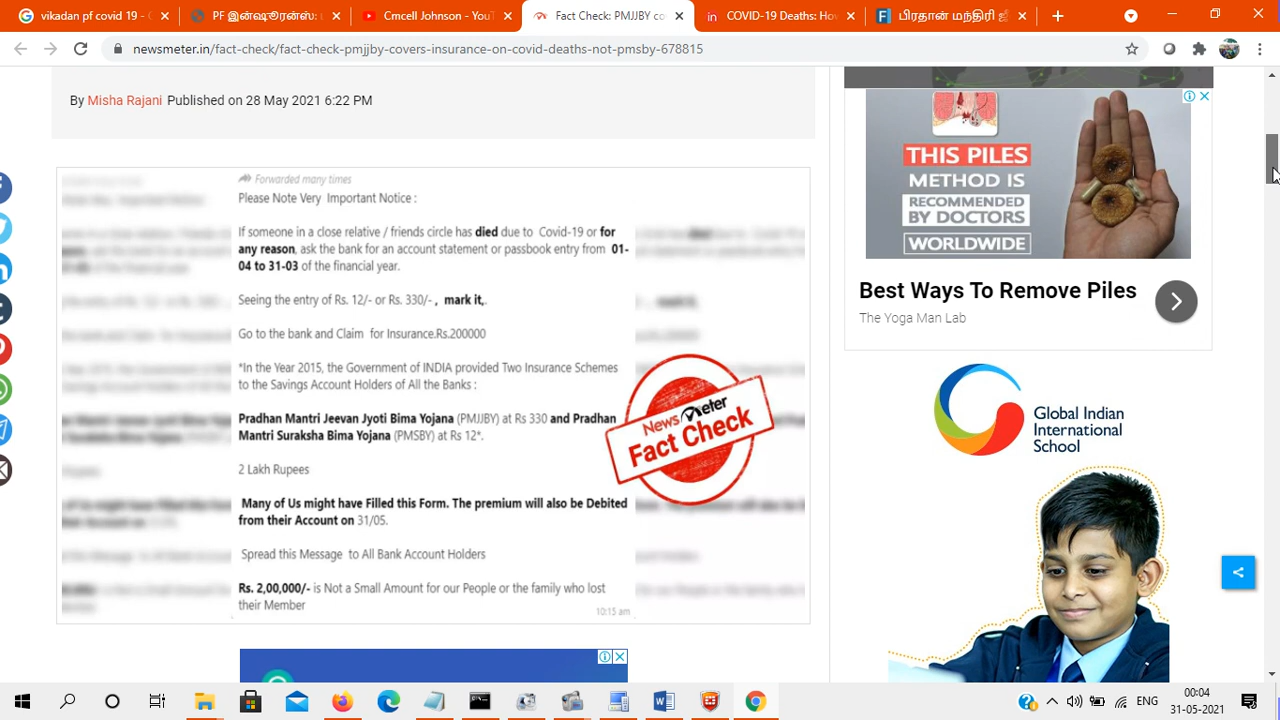 vikadan pf covid 19 - G
PF இன்ஷூரன்ஸ்:
Cmcell Johnson - YouT
Fact Check: PMJJBY co
COVID-19 Deaths: How
பிரதான் மந்திரி ஜீ
newsmeter.in/fact-check/fact-check-pmjjby-covers-insurance-on-covid-deaths-not-pmsby-678815
By Misha Rajani Published on 28 May 2021 6:22 PM
Forwarded many times
Please Note Very Important Notice :
If someone in a close relative / friends circle has died due to Covid-19 or for
any reason, ask the bank for an account statement or passbook entry from 01-
04 to 31-03 of the financial year.
Seeing the entry of Rs. 12/- or Rs. 330/- , mark it,.
Go to the bank and Claim for Insurance.Rs.200000
*In the Year 2015, the Government of INDIA provided Two Insurance Schemes
to the Savings Account Holders of All the Banks :
Pradhan Mantri Jeevan Jyoti Bima Yojana (PMJJBY) at Rs 330 and Pradhan
Mantri Suraksha Bima Yojana (PMSBY) at Rs 12*.
2 Lakh Rupees
Many of Us might have Filled this Form. The premium will also be Debited
from their Account on 31/05.
Spread this Message to All Bank Account Holders
Rs. 2,00,000/- is Not a Small Amount for our People or the family who lost
their Member
10:15 am
News Meter
Fact Check
THIS PILES
METHOD IS
RECOMMENDED
BY DOCTORS
WORLDWIDE
Best Ways To Remove Piles
The Yoga Man Lab
Global Indian
International
School
ENG
00:04
31-05-2021